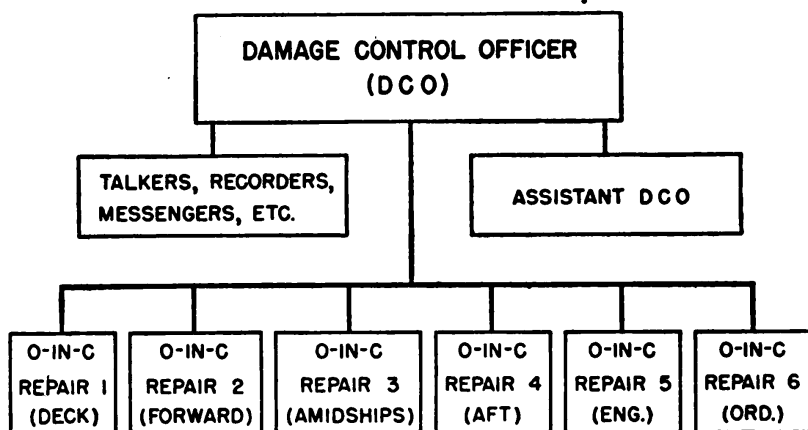 DAMAGE CONTROL OFFICER
(DCO)
TALKERS, RECORDERS,
MESSENGERS, ETC.
ASSISTANT DCO
O-IN-C
REPAIR 1
(DECK)
O-IN-C
REPAIR 2
(FORWARD)
O-IN-C
REPAIR 3
(AMIDSHIPS)
O-IN-C
REPAIR 4
(AFT)
O-IN-C
REPAIR 5
(ENG.)
O-IN-C
REPAIR 6
(ORD.)